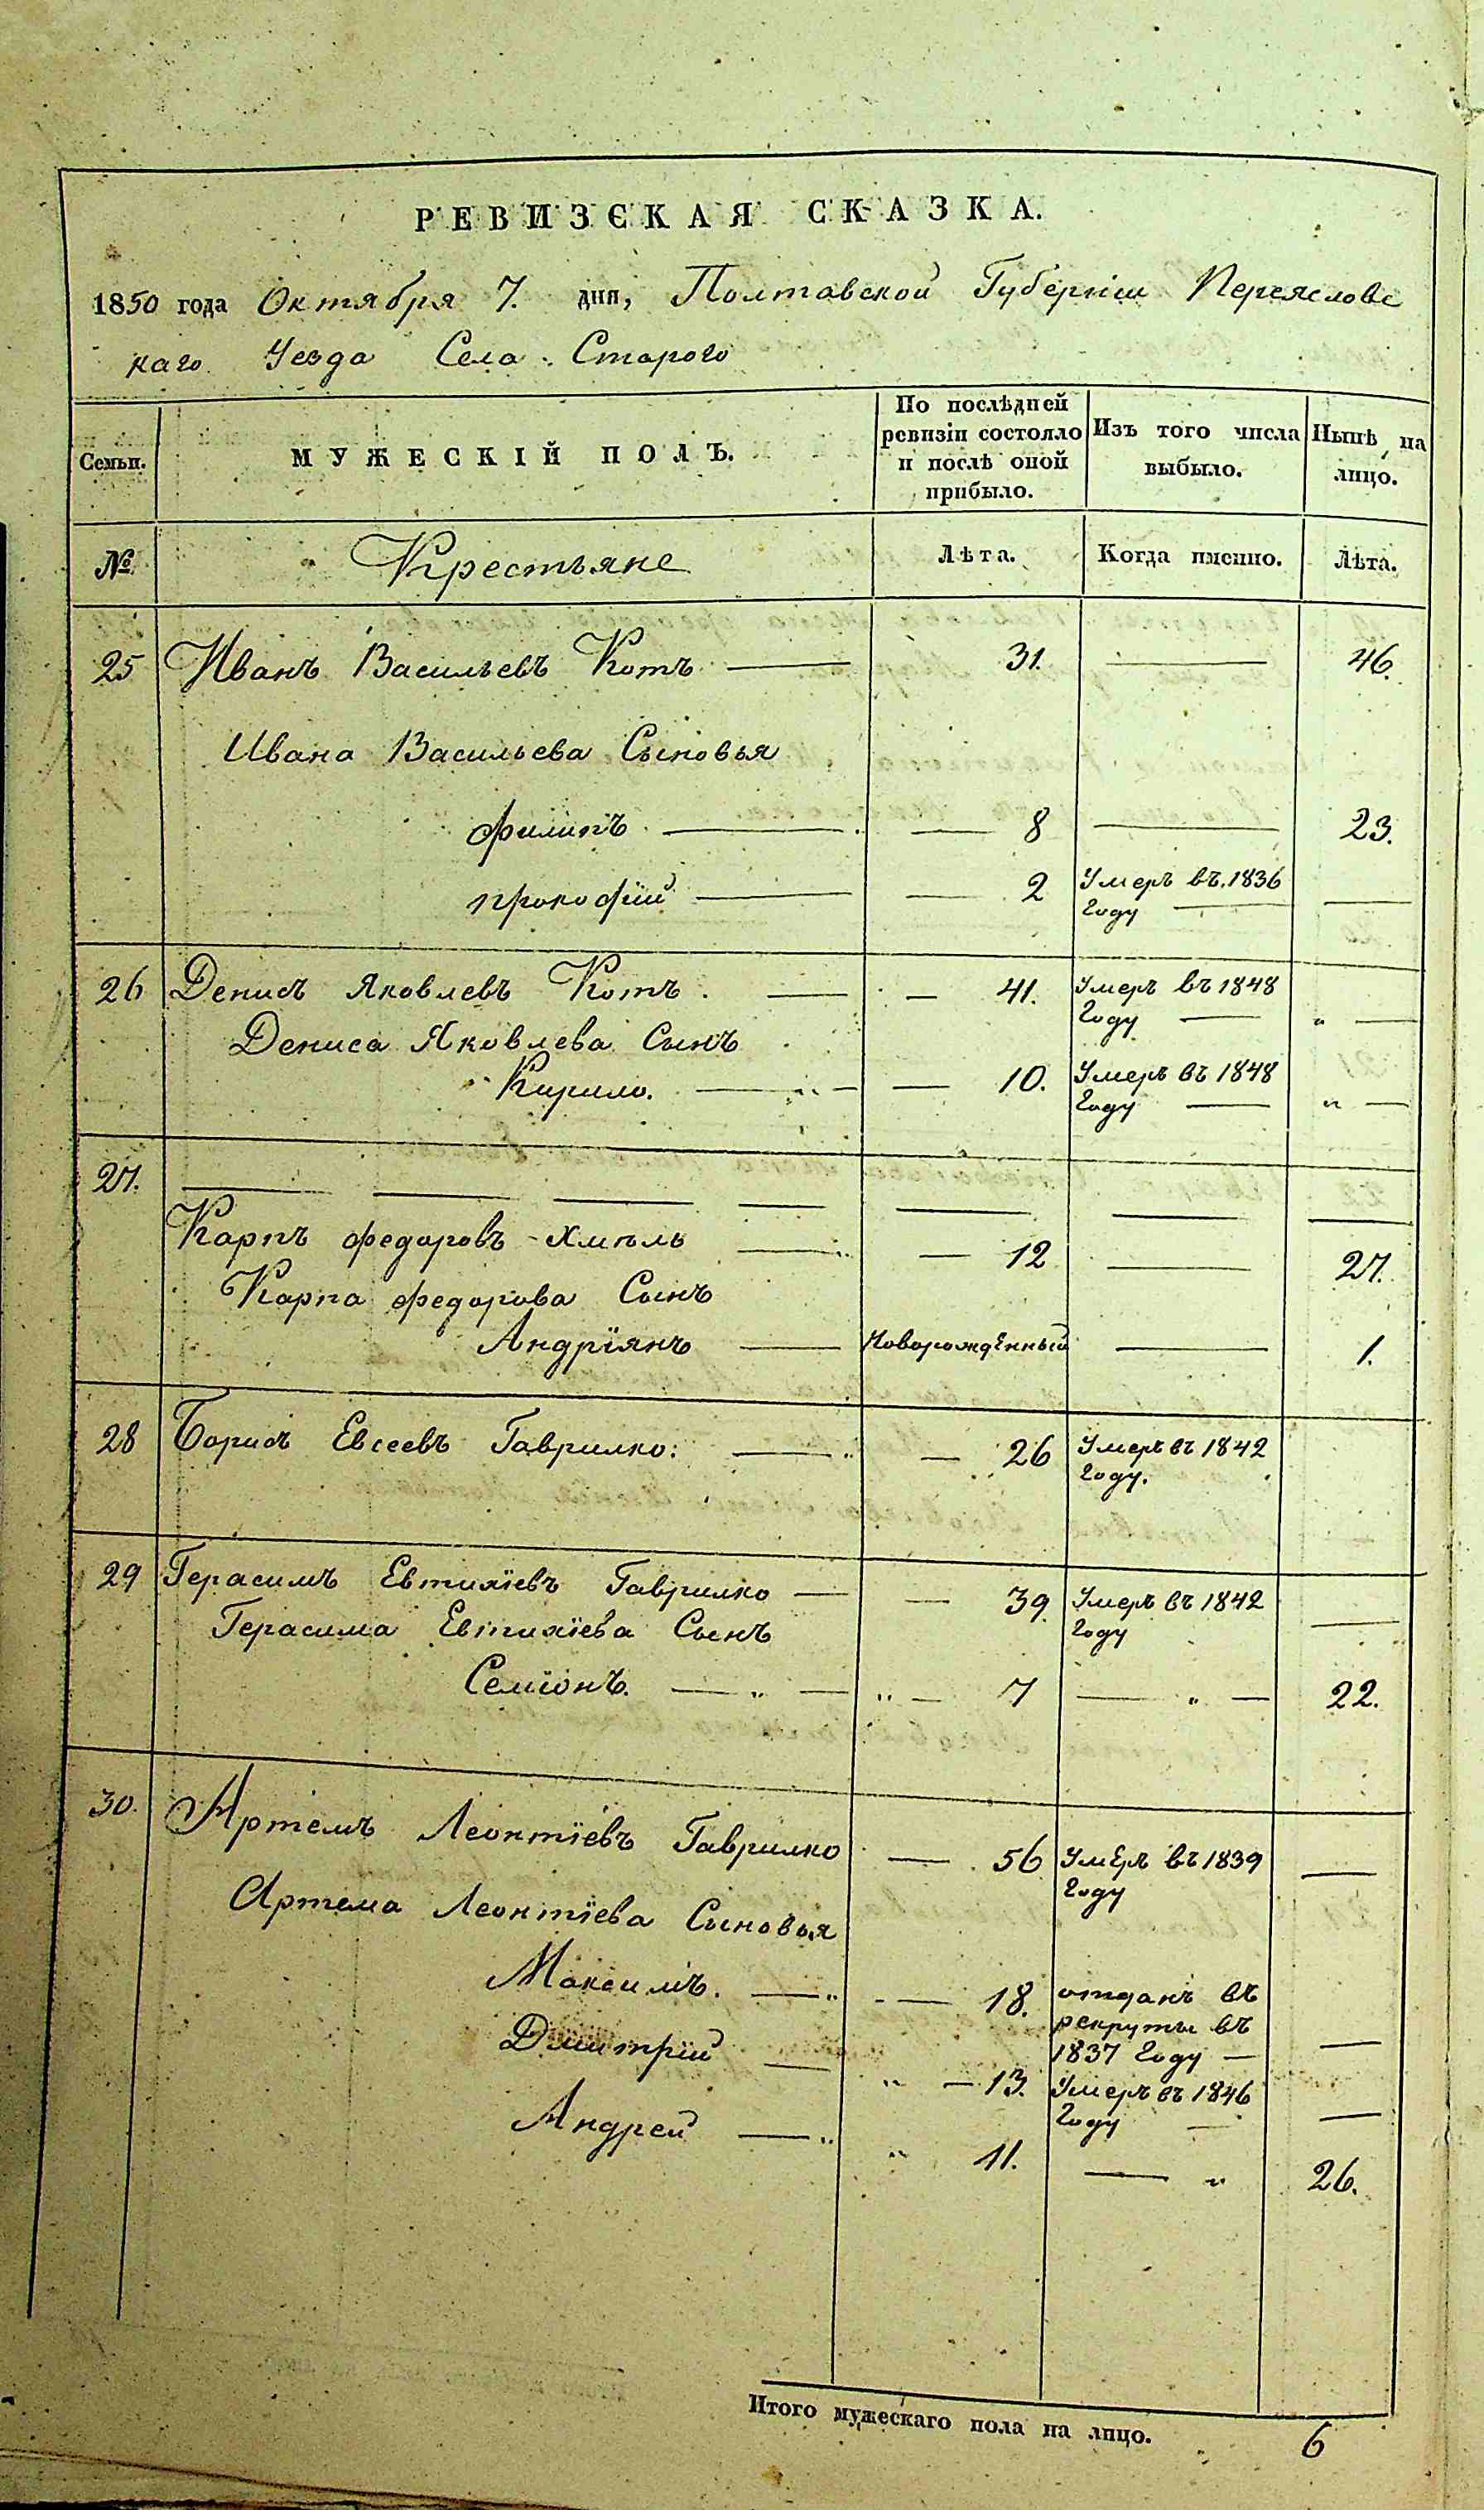 РЕВИЗСКАЯ СКАЗКА.
1850 года Октября 7. дня, Полтавской Губерніи Переяславс
каго Уезда Села Старого
Семьи. МУЖЕСКІЙ ПОЛЪ. По послѣдней ревизіи состояло и послѣ оной прибыло. Изъ того числа выбыло. Нынѣ на лицо.
№ Крестьяне Лѣта. Когда именно. Лѣта.
25 Иванъ Васильевъ Котъ — 31. — 46.
Ивана Васильева Сыновья
Филипъ — 8 — 23.
прокофій — 2 Умеръ въ 1836 году —
26 Денисъ Яковлевъ Котъ. — 41. Умеръ въ 1848 году — " —
Дениса Яковлева Сынъ
Кирило. — 10. Умеръ въ 1848 году — " —
27. — — — — — — —
Карпъ Федоровъ Хмѣль — 12 — 27.
Карпа Федорова Сынъ
Андріянъ — Новорожденный — 1.
28 Борисъ Евсеевъ Гаврилко: — 26 Умеръ въ 1842 году.
29 Герасимъ Евтихіевъ Гаврилко — 39. Умеръ въ 1842 году —
Герасима Евтихіева Сынъ
Семіонъ. — " — " — 7 — " — 22.
30. Артемъ Леонтіевъ Гаврилко — 56 Умеръ въ 1839 году —
Артема Леонтіева Сыновья
Максимъ. — " — 18. отданъ въ рекруты въ 1837 году — —
Дмитрій — " — 13. Умеръ въ 1846 году — —
Андрей — " " 11. — " 26.
Итого мужескаго пола на лицо. 6